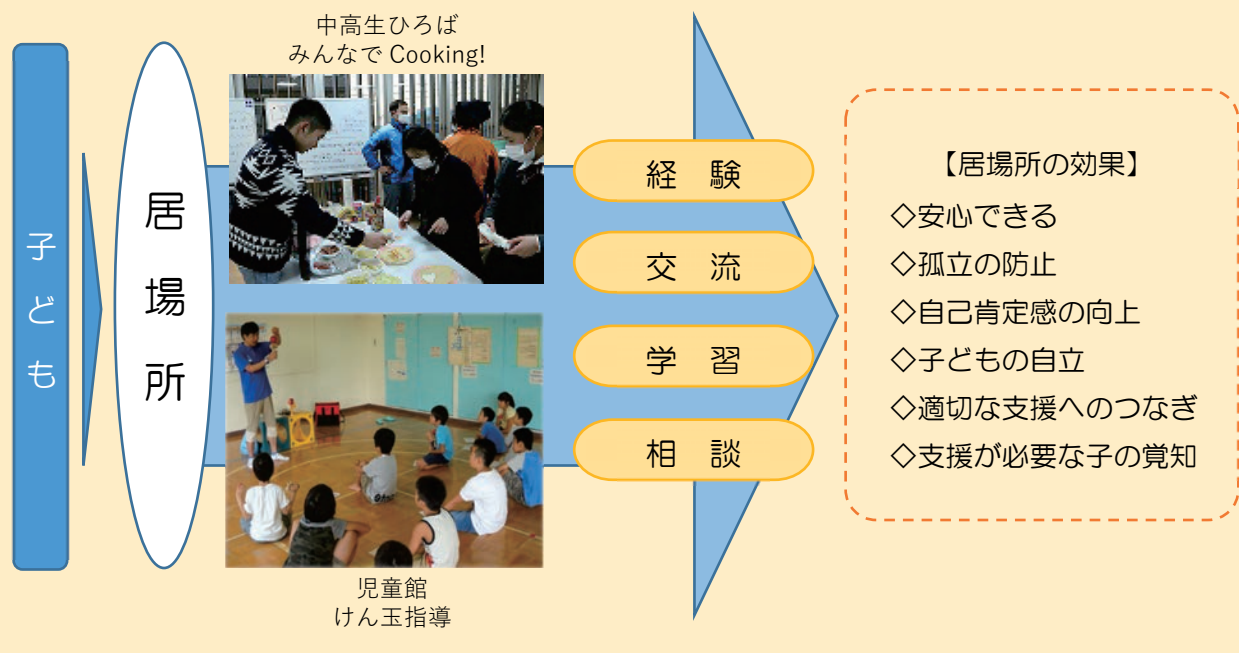 子ども
居場所
中高生ひろば
みんなで Cooking!
児童館
けん玉指導
経 験
交 流
学 習
相 談
【居場所の効果】
◇安心できる
◇孤立の防止
◇自己肯定感の向上
◇子どもの自立
◇適切な支援へのつなぎ
◇支援が必要な子の覚知